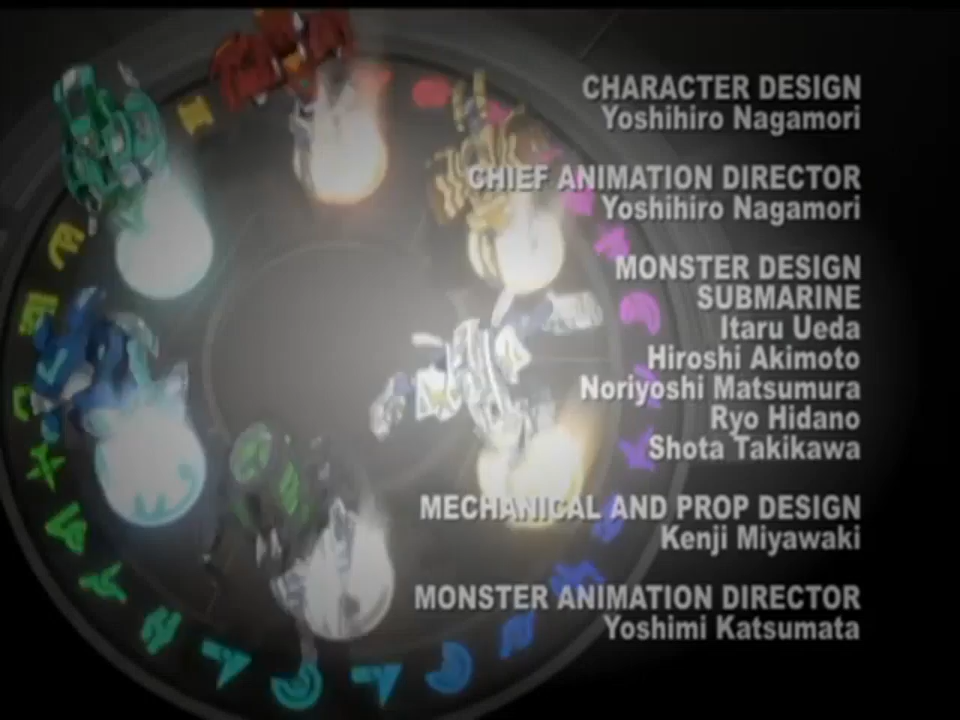 CHARACTER DESIGN
Yoshihiro Nagamori
CHIEF ANIMATION DIRECTOR
Yoshihiro Nagamori
MONSTER DESIGN
SUBMARINE
Itaru Ueda
Hiroshi Akimoto
Noriyoshi Matsumura
Ryo Hidano
Shota Takikawa
MECHANICAL AND PROP DESIGN
Kenji Miyawaki
MONSTER ANIMATION DIRECTOR
Yoshimi Katsumata